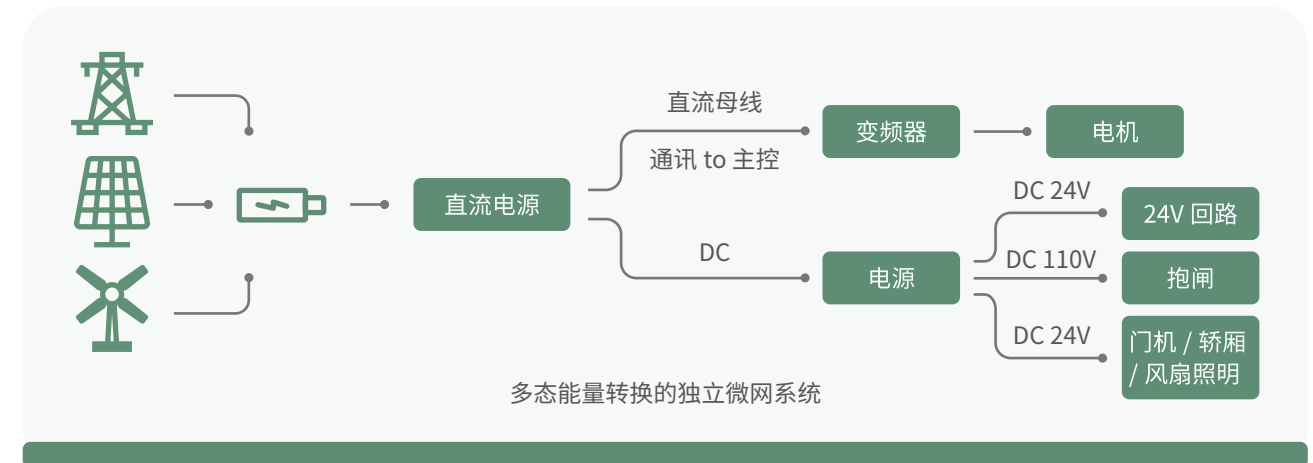 直流母线
通讯 to 主控
变频器
电机
直流电源
DC
电源
DC 24V
24V 回路
DC 110V
抱闸
DC 24V
门机 / 轿厢
/ 风扇照明
多态能量转换的独立微网系统